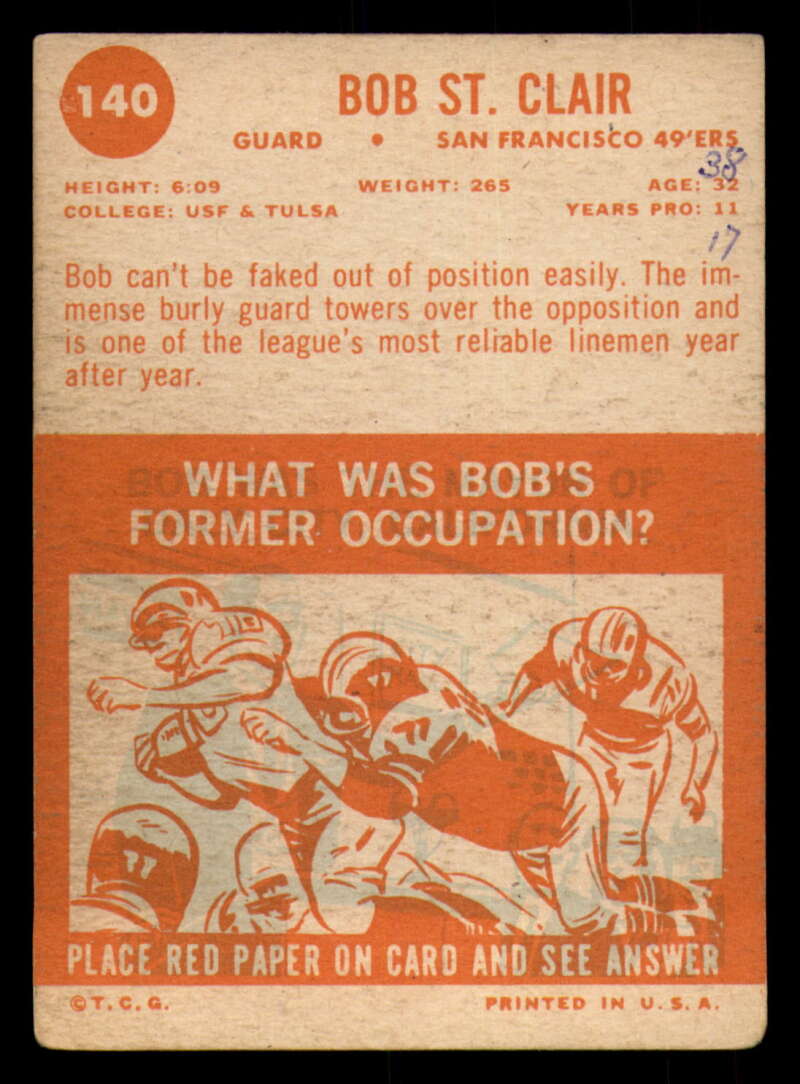 140
BOB ST. CLAIR
GUARD • SAN FRANCISCO 49'ERS
38
HEIGHT: 6:09 WEIGHT: 265 AGE: 32
COLLEGE: USF & TULSA YEARS PRO: 11
17
Bob can't be faked out of position easily. The im-
mense burly guard towers over the opposition and
is one of the league's most reliable linemen year
after year.
WHAT WAS BOB'S
FORMER OCCUPATION?
77
77
PLACE RED PAPER ON CARD AND SEE ANSWER
©T.C.G. PRINTED IN U.S.A.